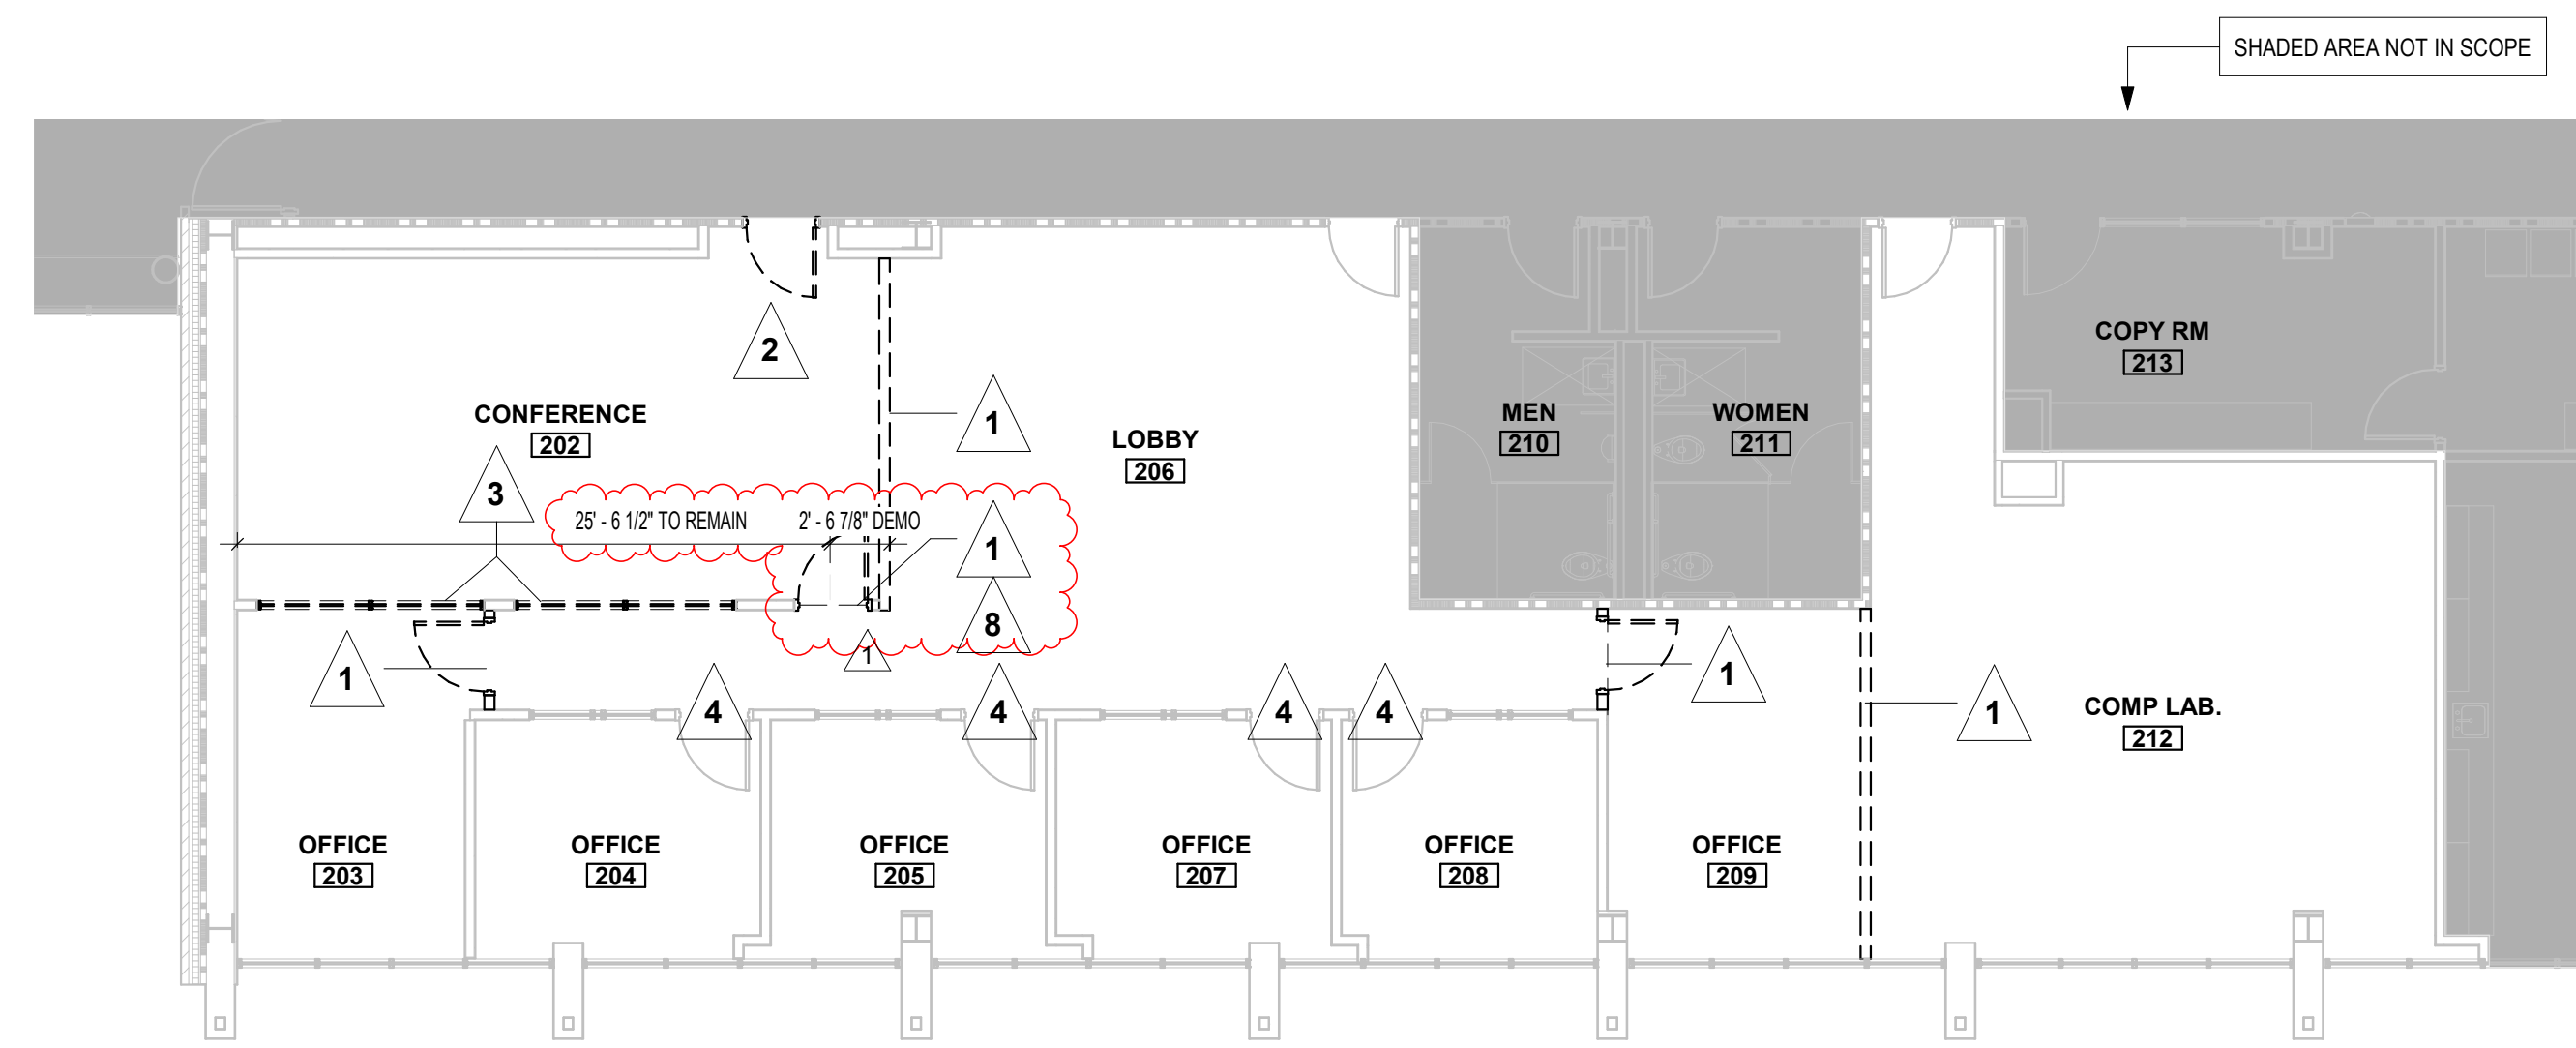 SHADED AREA NOT IN SCOPE
COPY RM
213
2
CONFERENCE
202
1
LOBBY
206
MEN
210
WOMEN
211
3
25' - 6 1/2" TO REMAIN
2' - 6 7/8" DEMO
1
8
1
1
1
4
4
4
4
1
COMP LAB.
212
OFFICE
203
OFFICE
204
OFFICE
205
OFFICE
207
OFFICE
208
OFFICE
209